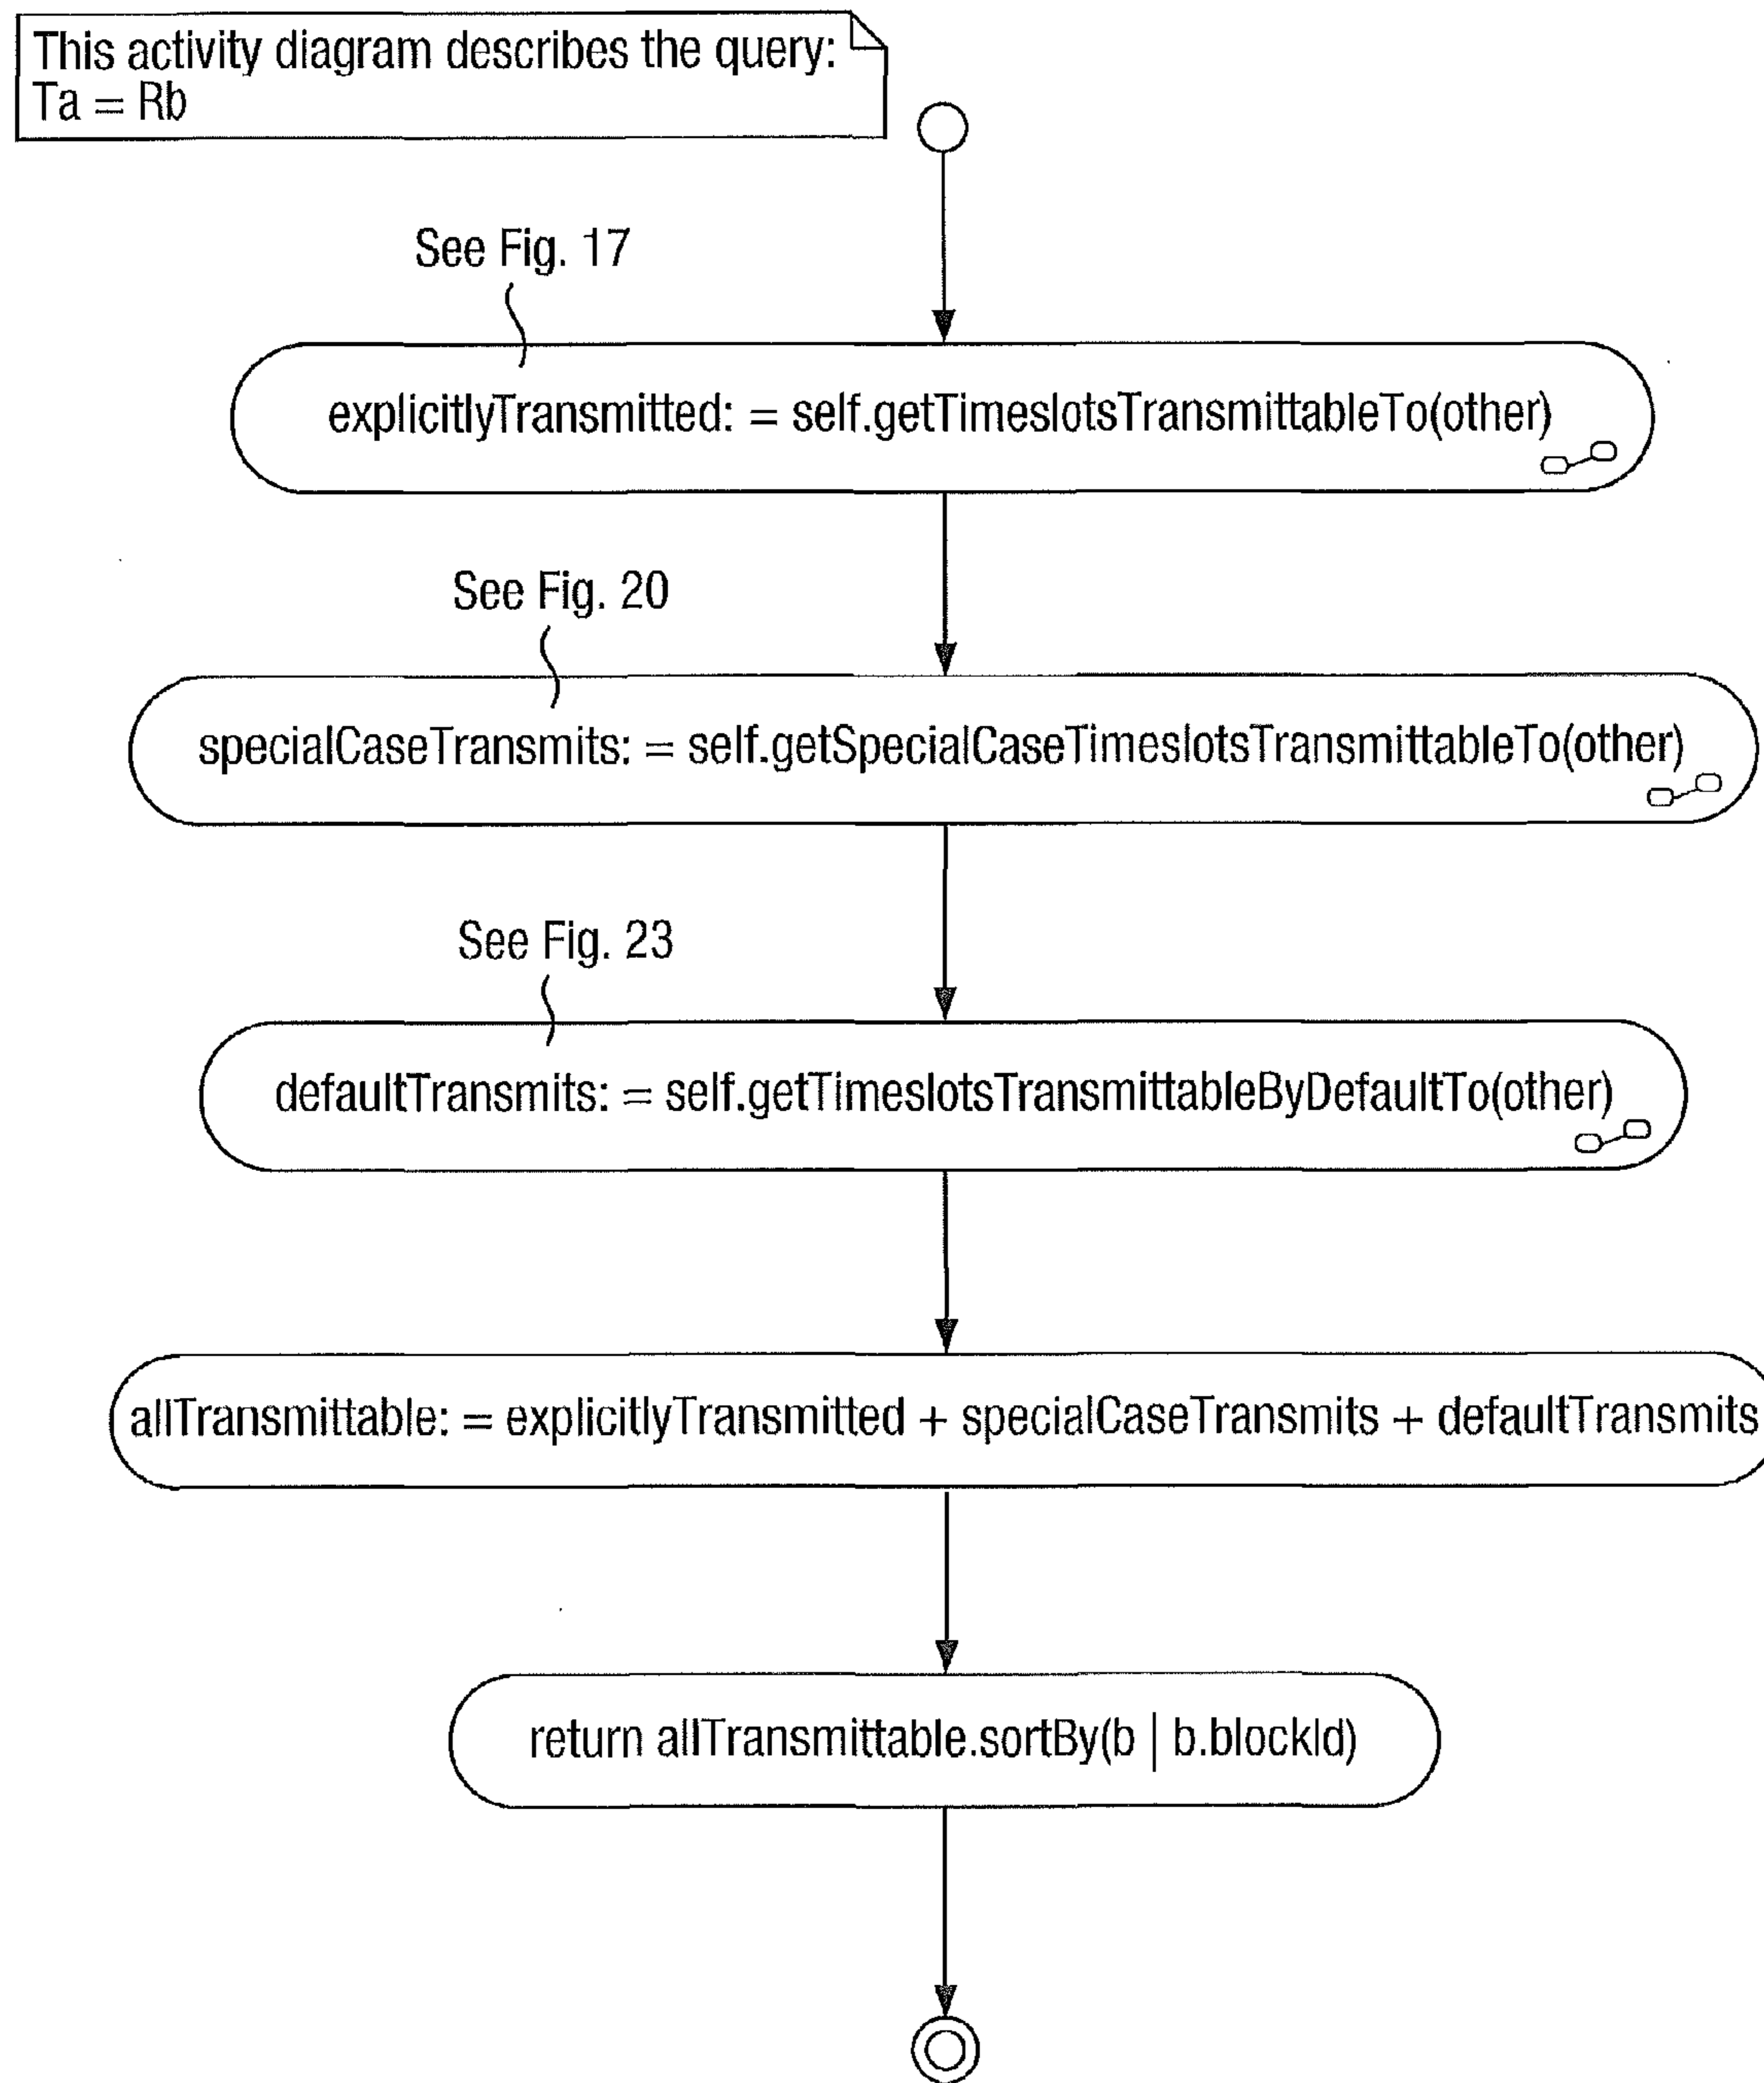 This activity diagram describes the query:
Ta = Rb
See Fig. 17
explicitlyTransmitted: = self.getTimeslotsTransmittableTo(other)
See Fig. 20
specialCaseTransmits: = self.getSpecialCaseTimeslotsTransmittableTo(other)
See Fig. 23
defaultTransmits: = self.getTimeslotsTransmittableByDefaultTo(other)
allTransmittable: = explicitlyTransmitted + specialCaseTransmits + defaultTransmits
return allTransmittable.sortBy(b | b.blockId)